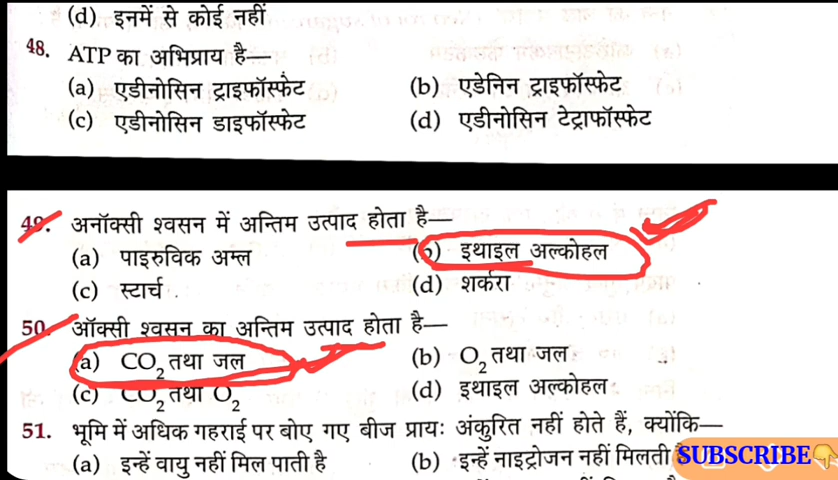 (d) इनमें से कोई नहीं
48. ATP का अभिप्राय है—
(a) एडीनोसिन ट्राइफॉस्फेट (b) एडेनिन ट्राइफॉस्फेट
(c) एडीनोसिन डाइफॉस्फेट (d) एडीनोसिन टेट्राफॉस्फेट
49. अनॉक्सी श्वसन में अन्तिम उत्पाद होता है—
(a) पाइरुविक अम्ल (b) इथाइल अल्कोहल
(c) स्टार्च (d) शर्करा
50. ऑक्सी श्वसन का अन्तिम उत्पाद होता है—
(a) CO₂ तथा जल (b) O₂ तथा जल
(c) CO₂ तथा O₂ (d) इथाइल अल्कोहल
51. भूमि में अधिक गहराई पर बोए गए बीज प्रायः अंकुरित नहीं होते हैं, क्योंकि—
(a) इन्हें वायु नहीं मिल पाती है (b) इन्हें नाइट्रोजन नहीं मिलती
SUBSCRIBE